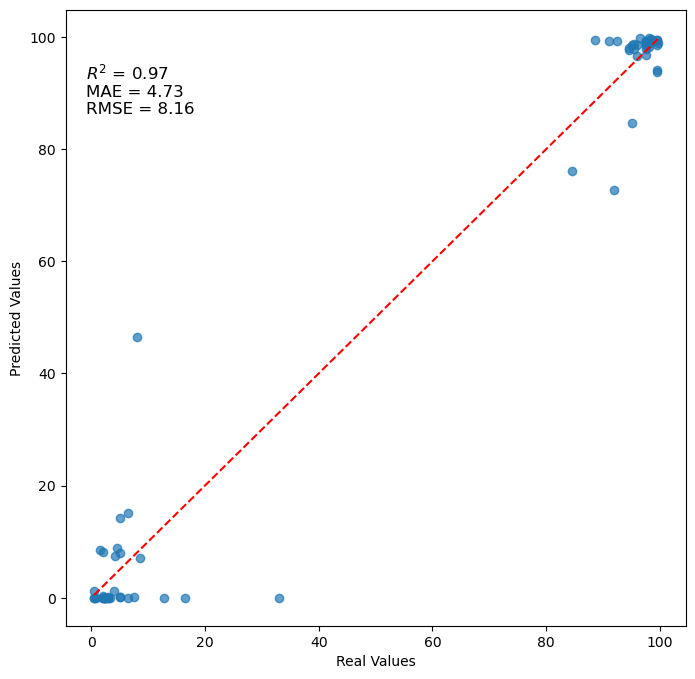 R² = 0.97
MAE = 4.73
RMSE = 8.16
100
80
60
40
20
0
Predicted Values
0 20 40 60 80 100
Real Values